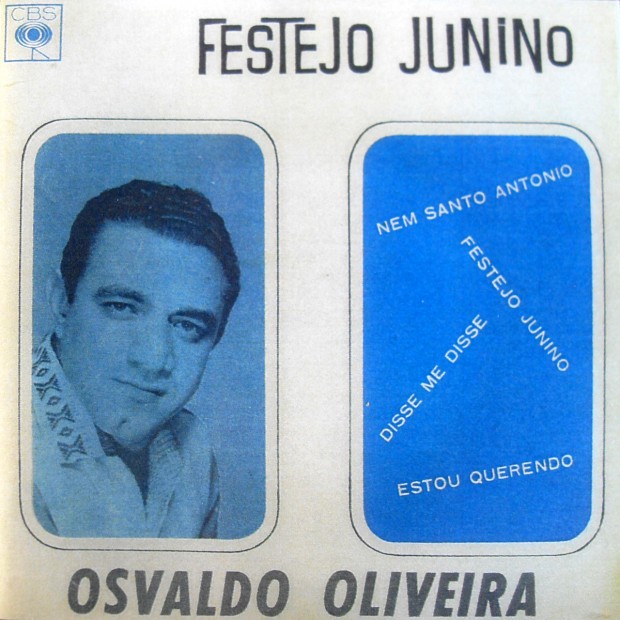 CBS
FESTEJO JUNINO
NEM SANTO ANTONIO
FESTEJO JUNINO
DISSE ME DISSE
ESTOU QUERENDO
OSVALDO OLIVEIRA